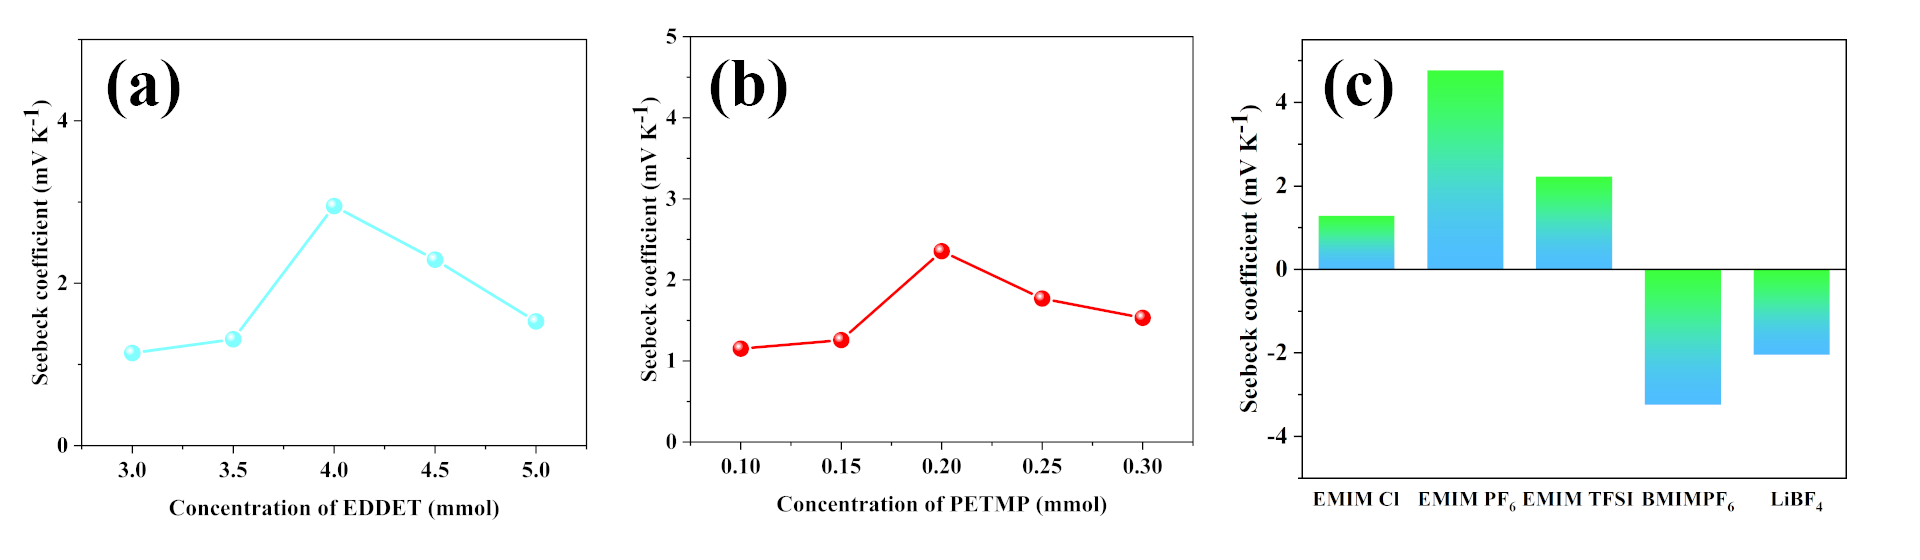 (a)
Seebeck coefficient (mV K⁻¹)
4
2
0
3.0 3.5 4.0 4.5 5.0
Concentration of EDDET (mmol)
(b)
Seebeck coefficient (mV K⁻¹)
5
4
3
2
1
0
0.10 0.15 0.20 0.25 0.30
Concentration of PETMP (mmol)
(c)
Seebeck coefficient (mV K⁻¹)
4
2
0
-2
-4
EMIM Cl EMIM PF₆ EMIM TFSI BMIMPF₆ LiBF₄